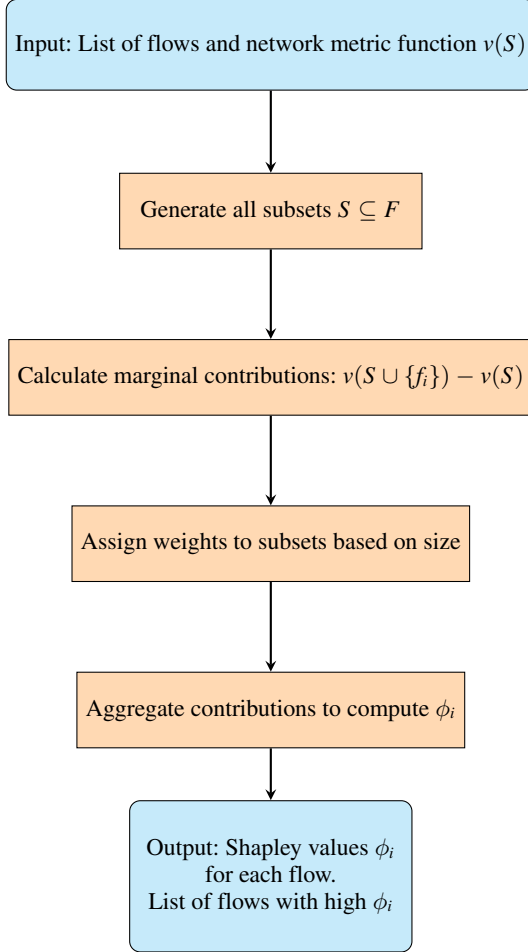 Input: List of flows and network metric function v(S)
Generate all subsets S ⊆ F
Calculate marginal contributions: v(S ∪ {fᵢ}) − v(S)
Assign weights to subsets based on size
Aggregate contributions to compute ϕᵢ
Output: Shapley values ϕᵢ
for each flow.
List of flows with high ϕᵢ